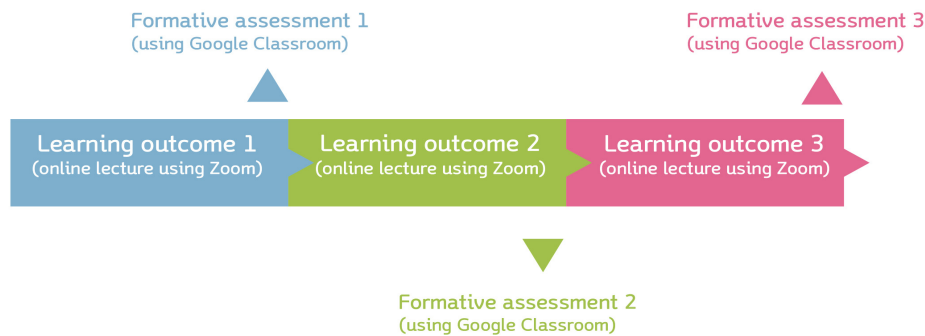 Formative assessment 1
(using Google Classroom)
Formative assessment 3
(using Google Classroom)
Learning outcome 1
(online lecture using Zoom)
Learning outcome 2
(online lecture using Zoom)
Learning outcome 3
(online lecture using Zoom)
Formative assessment 2
(using Google Classroom)